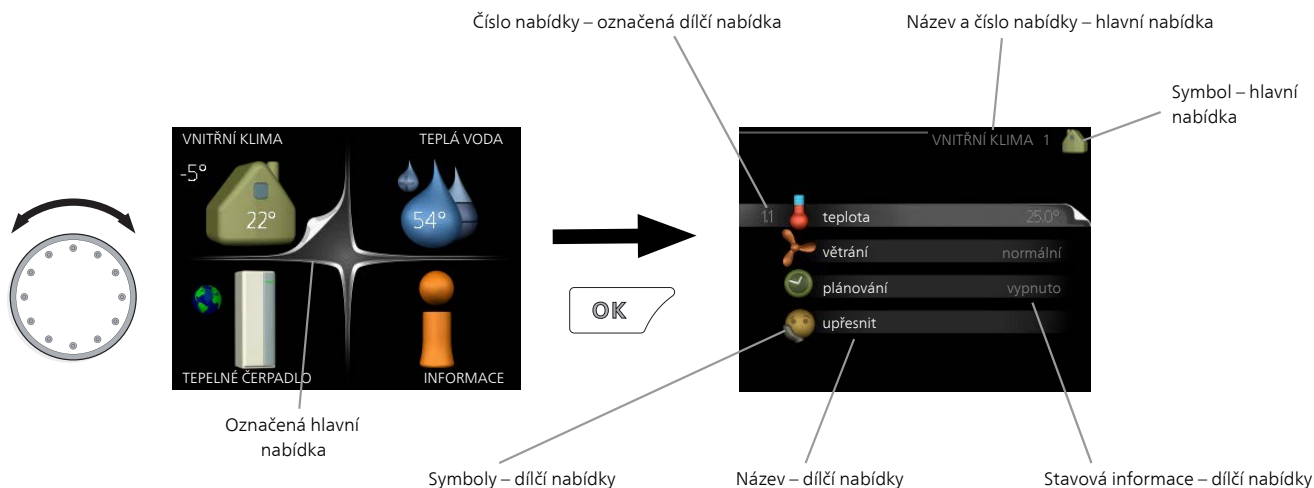 Číslo nabídky – označená dílčí nabídka
Název a číslo nabídky – hlavní nabídka
Symbol – hlavní
nabídka
VNITŘNÍ KLIMA
TEPLÁ VODA
-5°
22°
54°
TEPELNÉ ČERPADLO
INFORMACE
Označená hlavní
nabídka
OK
VNITŘNÍ KLIMA 1
1.1 teplota 25.0°
větrání normální
plánování vypnuto
upřesnit
Symboly – dílčí nabídky
Název – dílčí nabídky
Stavová informace – dílčí nabídky